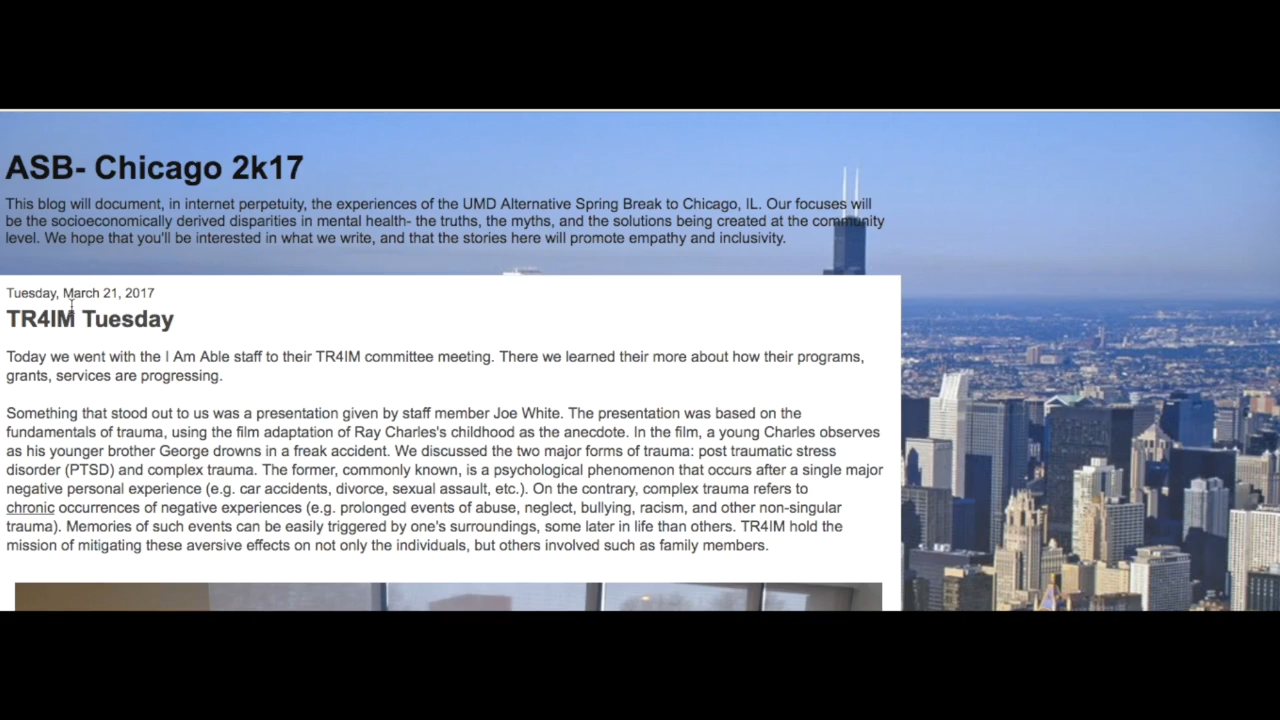 ASB- Chicago 2k17
This blog will document, in internet perpetuity, the experiences of the UMD Alternative Spring Break to Chicago, IL. Our focuses will
be the socioeconomically derived disparities in mental health- the truths, the myths, and the solutions being created at the community
level. We hope that you'll be interested in what we write, and that the stories here will promote empathy and inclusivity.
Tuesday, March 21, 2017
TR4IM Tuesday
Today we went with the I Am Able staff to their TR4IM committee meeting. There we learned their more about how their programs,
grants, services are progressing.
Something that stood out to us was a presentation given by staff member Joe White. The presentation was based on the
fundamentals of trauma, using the film adaptation of Ray Charles's childhood as the anecdote. In the film, a young Charles observes
as his younger brother George drowns in a freak accident. We discussed the two major forms of trauma: post traumatic stress
disorder (PTSD) and complex trauma. The former, commonly known, is a psychological phenomenon that occurs after a single major
negative personal experience (e.g. car accidents, divorce, sexual assault, etc.). On the contrary, complex trauma refers to
chronic occurrences of negative experiences (e.g. prolonged events of abuse, neglect, bullying, racism, and other non-singular
trauma). Memories of such events can be easily triggered by one's surroundings, some later in life than others. TR4IM hold the
mission of mitigating these aversive effects on not only the individuals, but others involved such as family members.